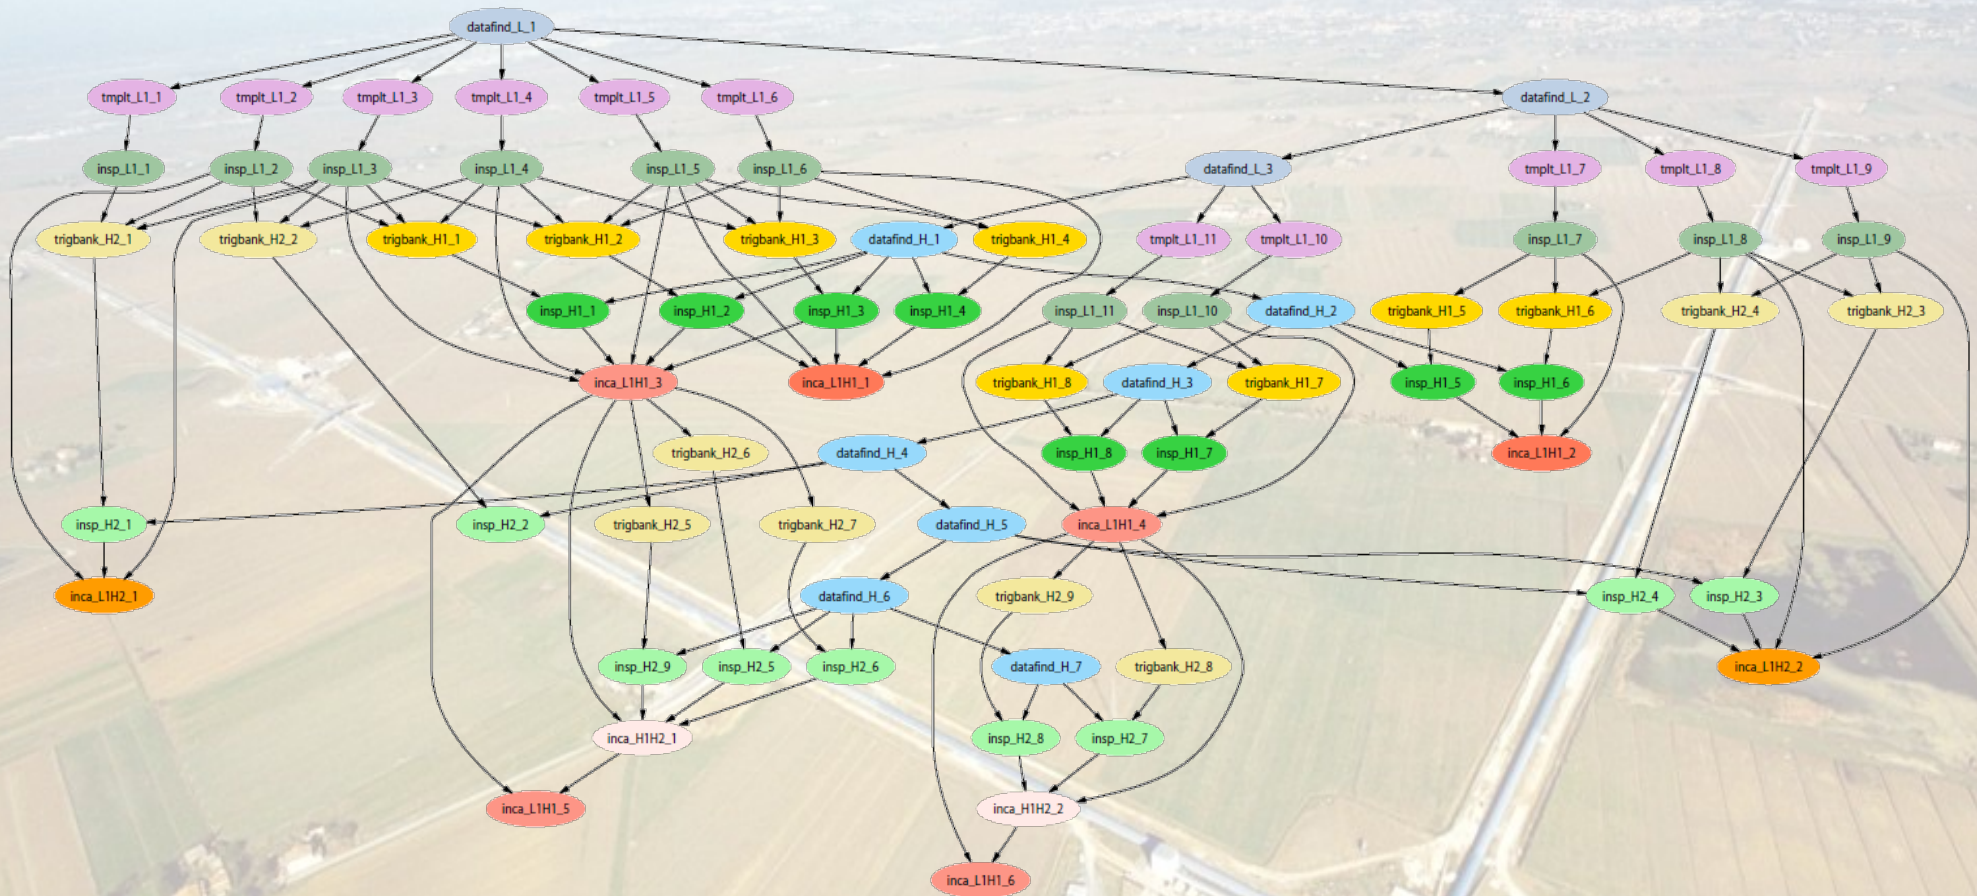 datafind_L_1
tmplt_L1_1 tmplt_L1_2 tmplt_L1_3 tmplt_L1_4 tmplt_L1_5 tmplt_L1_6 datafind_L_2
insp_L1_1 insp_L1_2 insp_L1_3 insp_L1_4 insp_L1_5 insp_L1_6 datafind_L_3 tmplt_L1_7 tmplt_L1_8 tmplt_L1_9
trigbank_H2_1 trigbank_H2_2 trigbank_H1_1 trigbank_H1_2 trigbank_H1_3 datafind_H_1 trigbank_H1_4 tmplt_L1_11 tmplt_L1_10 insp_L1_7 insp_L1_8 insp_L1_9
insp_H1_1 insp_H1_2 insp_H1_3 insp_H1_4 insp_L1_11 insp_L1_10 datafind_H_2 trigbank_H1_5 trigbank_H1_6 trigbank_H2_4 trigbank_H2_3
inca_L1H1_3 inca_L1H1_1 trigbank_H1_8 datafind_H_3 trigbank_H1_7 insp_H1_5 insp_H1_6
trigbank_H2_6 datafind_H_4 insp_H1_8 insp_H1_7 inca_L1H1_2
insp_H2_1 insp_H2_2 trigbank_H2_5 trigbank_H2_7 datafind_H_5 inca_L1H1_4
inca_L1H2_1 datafind_H_6 trigbank_H2_9 insp_H2_4 insp_H2_3
insp_H2_9 insp_H2_5 insp_H2_6 datafind_H_7 trigbank_H2_8 inca_L1H2_2
inca_H1H2_1 insp_H2_8 insp_H2_7
inca_L1H1_5 inca_H1H2_2
inca_L1H1_6